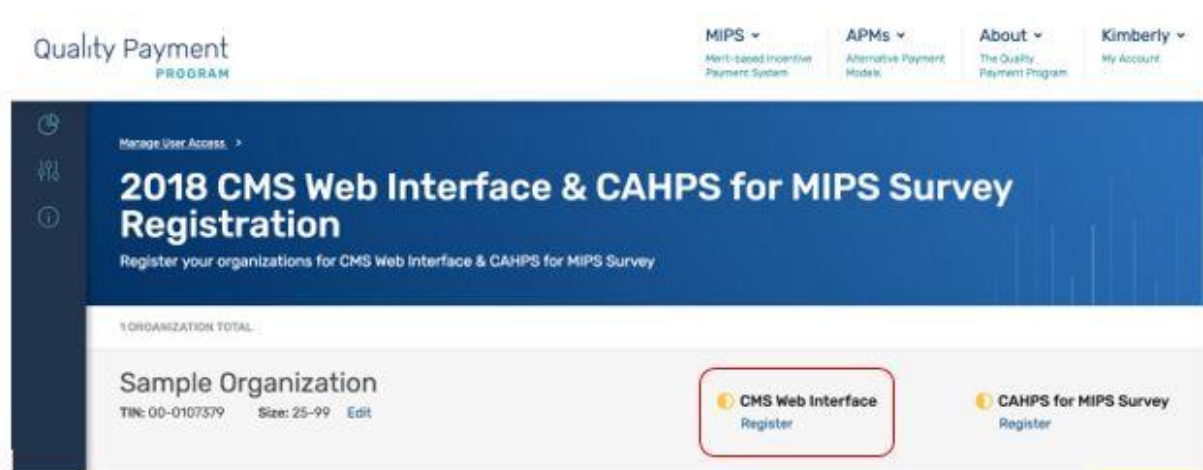 Quality Payment
PROGRAM
MIPS
Merit-based Incentive
Payment System
APMs
Alternative Payment
Models
About
The Quality
Payment Program
Kimberly
My Account
Manage User Access >
2018 CMS Web Interface & CAHPS for MIPS Survey
Registration
Register your organizations for CMS Web Interface & CAHPS for MIPS Survey
1 ORGANIZATION TOTAL
Sample Organization
TIN: 00-0107379 Size: 25-99 Edit
CMS Web Interface
Register
CAHPS for MIPS Survey
Register